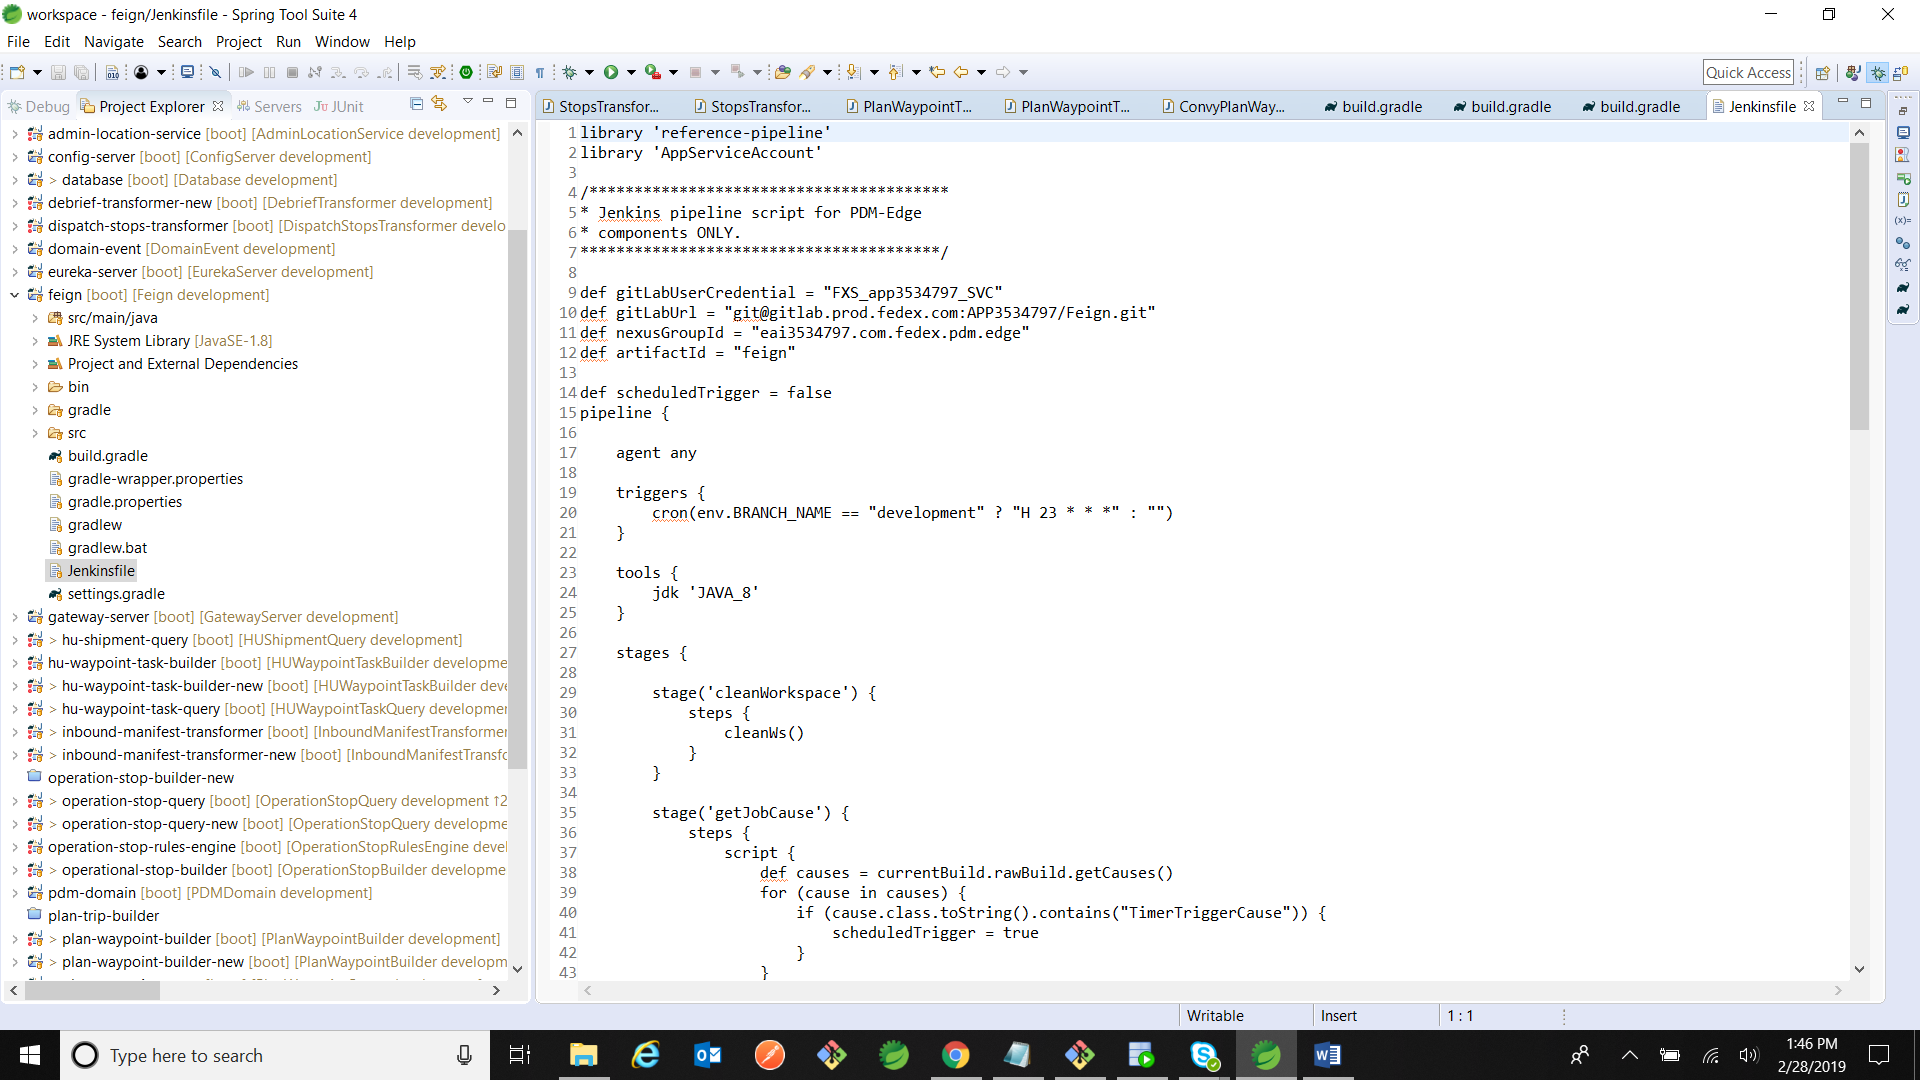 workspace - feign/Jenkinsfile - Spring Tool Suite 4
File Edit Navigate Search Project Run Window Help
Quick Access
Debug Project Explorer Servers JUnit
admin-location-service [boot] [AdminLocationService development]
config-server [boot] [ConfigServer development]
> database [boot] [Database development]
debrief-transformer-new [boot] [DebriefTransformer development]
dispatch-stops-transformer [boot] [DispatchStopsTransformer develo
domain-event [boot] [DomainEvent development]
eureka-server [boot] [EurekaServer development]
feign [boot] [Feign development]
src/main/java
JRE System Library [JavaSE-1.8]
Project and External Dependencies
bin
gradle
src
build.gradle
gradle-wrapper.properties
gradle.properties
gradlew
gradlew.bat
Jenkinsfile
settings.gradle
gateway-server [boot] [GatewayServer development]
> hu-shipment-query [boot] [HUShipmentQuery development]
hu-waypoint-task-builder [boot] [HUWaypointTaskBuilder developme
> hu-waypoint-task-builder-new [boot] [HUWaypointTaskBuilder deve
> hu-waypoint-task-query [boot] [HUWaypointTaskQuery developmer
> inbound-manifest-transformer [boot] [InboundManifestTransformer
> inbound-manifest-transformer-new [boot] [InboundManifestTransfo
operation-stop-builder-new
> operation-stop-query [boot] [OperationStopQuery development ↑2
> operation-stop-query-new [boot] [OperationStopQuery developme
operation-stop-rules-engine [boot] [OperationStopRulesEngine devel
> operational-stop-builder [boot] [OperationStopBuilder developme
pdm-domain [boot] [PDMDomain development]
plan-trip-builder
> plan-waypoint-builder [boot] [PlanWaypointBuilder development]
> plan-waypoint-builder-new [boot] [PlanWaypointBuilder developm
StopsTransfor... StopsTransfor... PlanWaypointT... PlanWaypointT... ConvyPlanWay... build.gradle build.gradle build.gradle Jenkinsfile
1 library 'reference-pipeline'
2 library 'AppServiceAccount'
3
4 /****************************************
5 * Jenkins pipeline script for PDM-Edge
6 * components ONLY.
7 ****************************************/
8
9 def gitLabUserCredential = "FXS_app3534797_SVC"
10 def gitLabUrl = "git@gitlab.prod.fedex.com:APP3534797/Feign.git"
11 def nexusGroupId = "eai3534797.com.fedex.pdm.edge"
12 def artifactId = "feign"
13
14 def scheduledTrigger = false
15 pipeline {
16
17 agent any
18
19 triggers {
20 cron(env.BRANCH_NAME == "development" ? "H 23 * * *" : "")
21 }
22
23 tools {
24 jdk 'JAVA_8'
25 }
26
27 stages {
28
29 stage('cleanWorkspace') {
30 steps {
31 cleanWs()
32 }
33 }
34
35 stage('getJobCause') {
36 steps {
37 script {
38 def causes = currentBuild.rawBuild.getCauses()
39 for (cause in causes) {
40 if (cause.class.toString().contains("TimerTriggerCause")) {
41 scheduledTrigger = true
42 }
43 }
Writable Insert 1 : 1
Type here to search
1:46 PM
2/28/2019